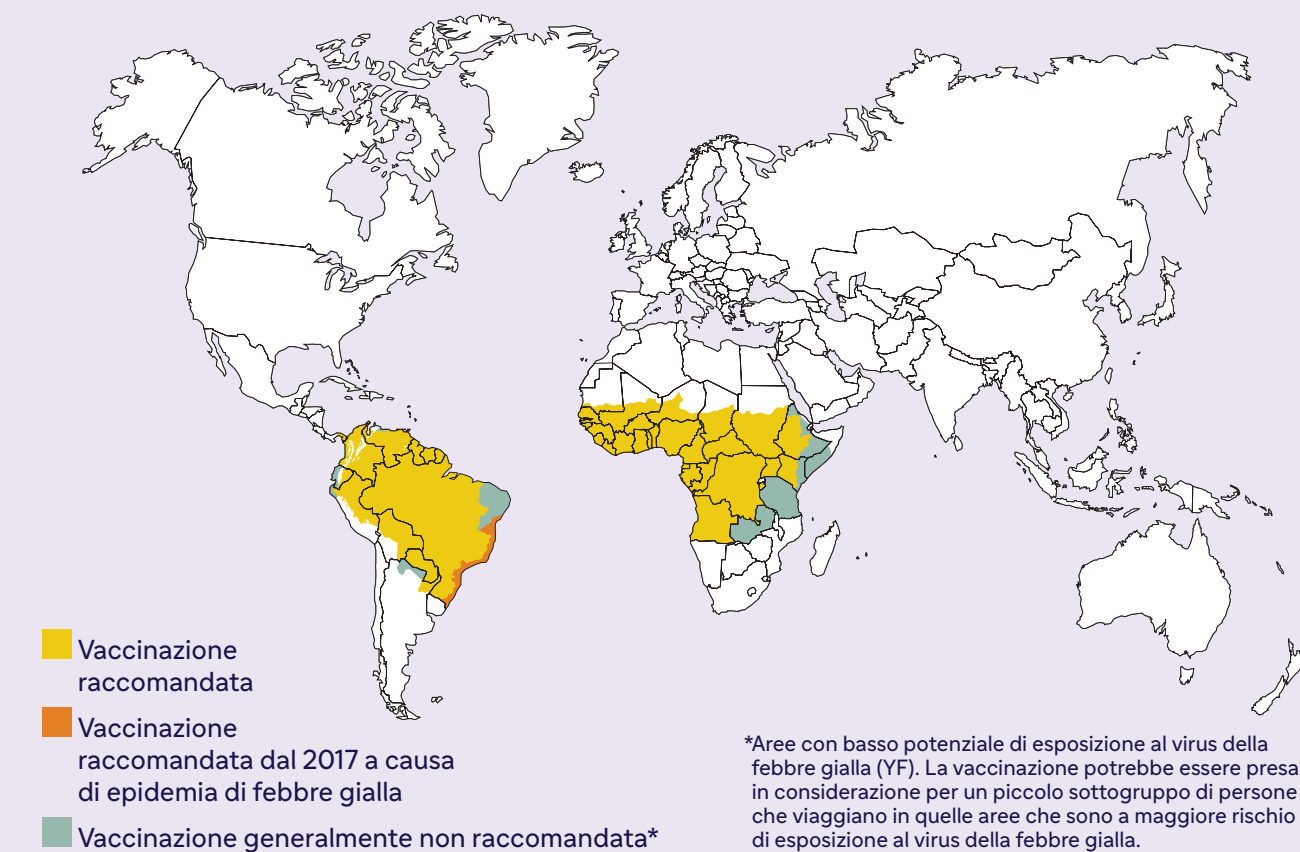 Vaccinazione
raccomandata
Vaccinazione
raccomandata dal 2017 a causa
di epidemia di febbre gialla
Vaccinazione generalmente non raccomandata*
*Aree con basso potenziale di esposizione al virus della
febbre gialla (YF). La vaccinazione potrebbe essere presa
in considerazione per un piccolo sottogruppo di persone
che viaggiano in quelle aree che sono a maggiore rischio
di esposizione al virus della febbre gialla.